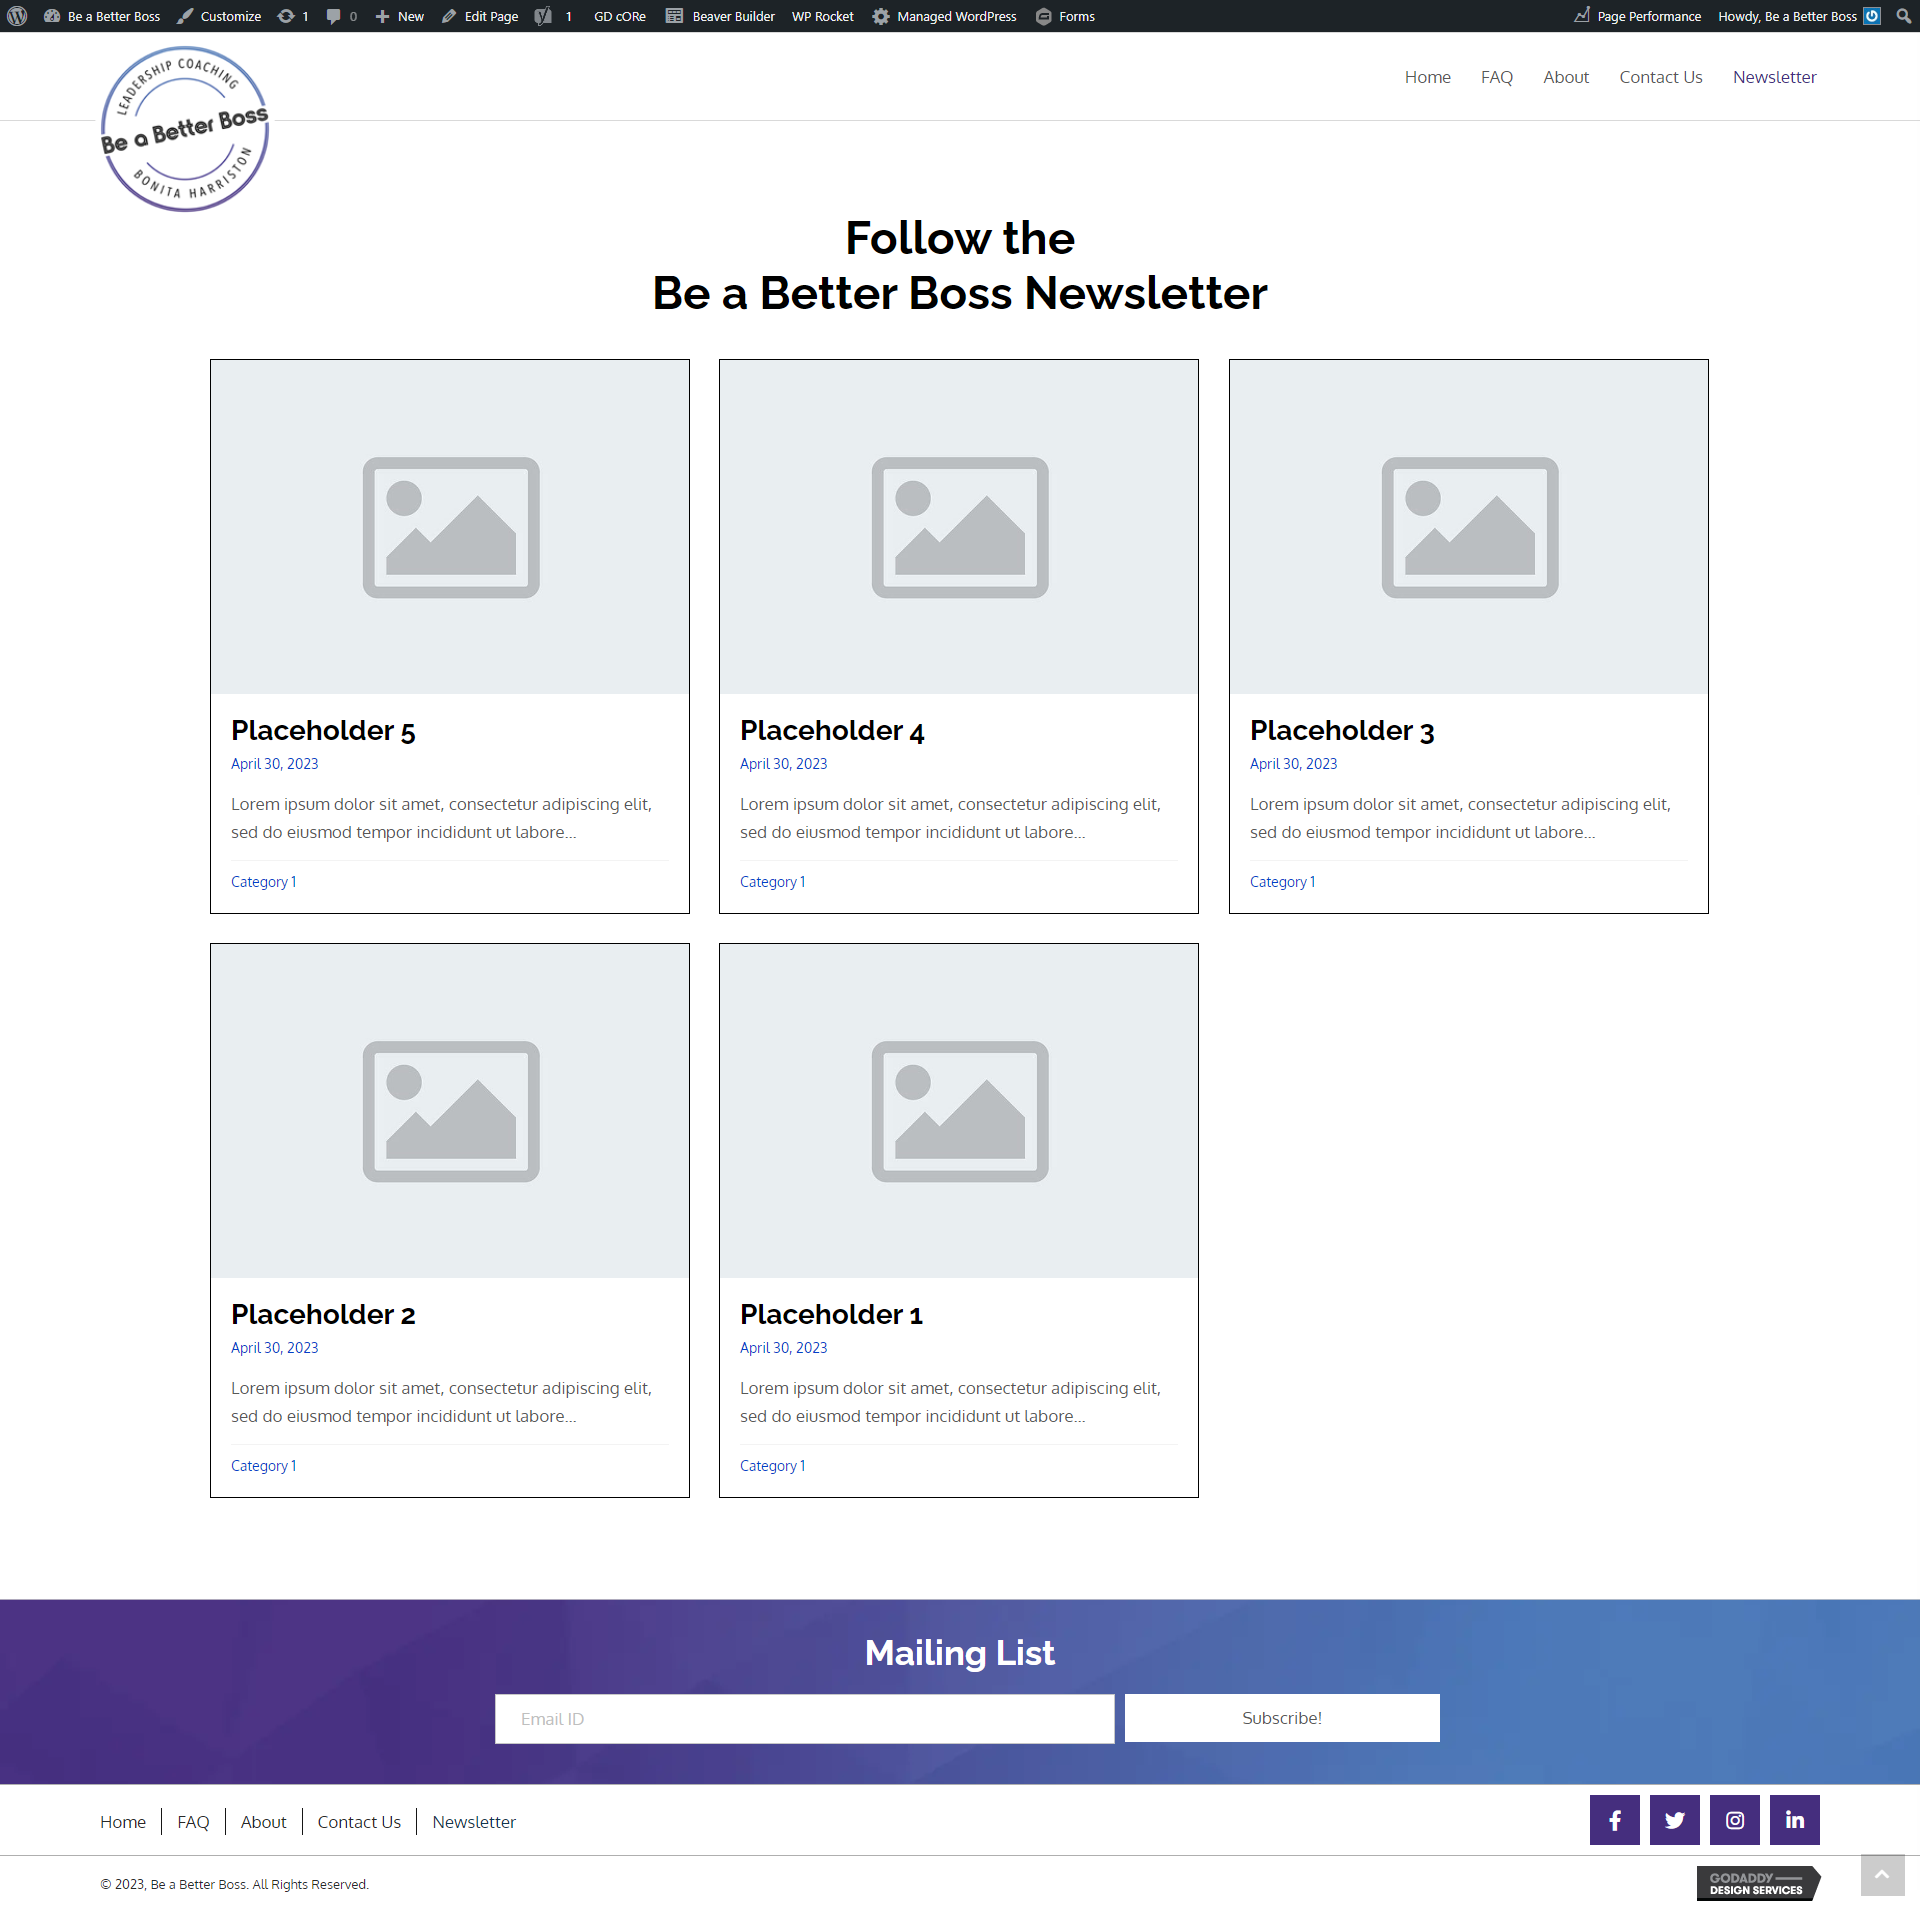 Be a Better Boss Customize 1 0 New Edit Page 1 GD cORe Beaver Builder WP Rocket Managed WordPress Forms Page Performance Howdy, Be a Better Boss
LEADERSHIP COACHING
Be a Better Boss
BONITA HARRISTON
Home FAQ About Contact Us Newsletter
Follow the
Be a Better Boss Newsletter
Placeholder 5
April 30, 2023
Lorem ipsum dolor sit amet, consectetur adipiscing elit,
sed do eiusmod tempor incididunt ut labore...
Category 1
Placeholder 4
April 30, 2023
Lorem ipsum dolor sit amet, consectetur adipiscing elit,
sed do eiusmod tempor incididunt ut labore...
Category 1
Placeholder 3
April 30, 2023
Lorem ipsum dolor sit amet, consectetur adipiscing elit,
sed do eiusmod tempor incididunt ut labore...
Category 1
Placeholder 2
April 30, 2023
Lorem ipsum dolor sit amet, consectetur adipiscing elit,
sed do eiusmod tempor incididunt ut labore...
Category 1
Placeholder 1
April 30, 2023
Lorem ipsum dolor sit amet, consectetur adipiscing elit,
sed do eiusmod tempor incididunt ut labore...
Category 1
Mailing List
Email ID
Subscribe!
Home FAQ About Contact Us Newsletter
© 2023, Be a Better Boss. All Rights Reserved.
GODADDY
DESIGN SERVICES